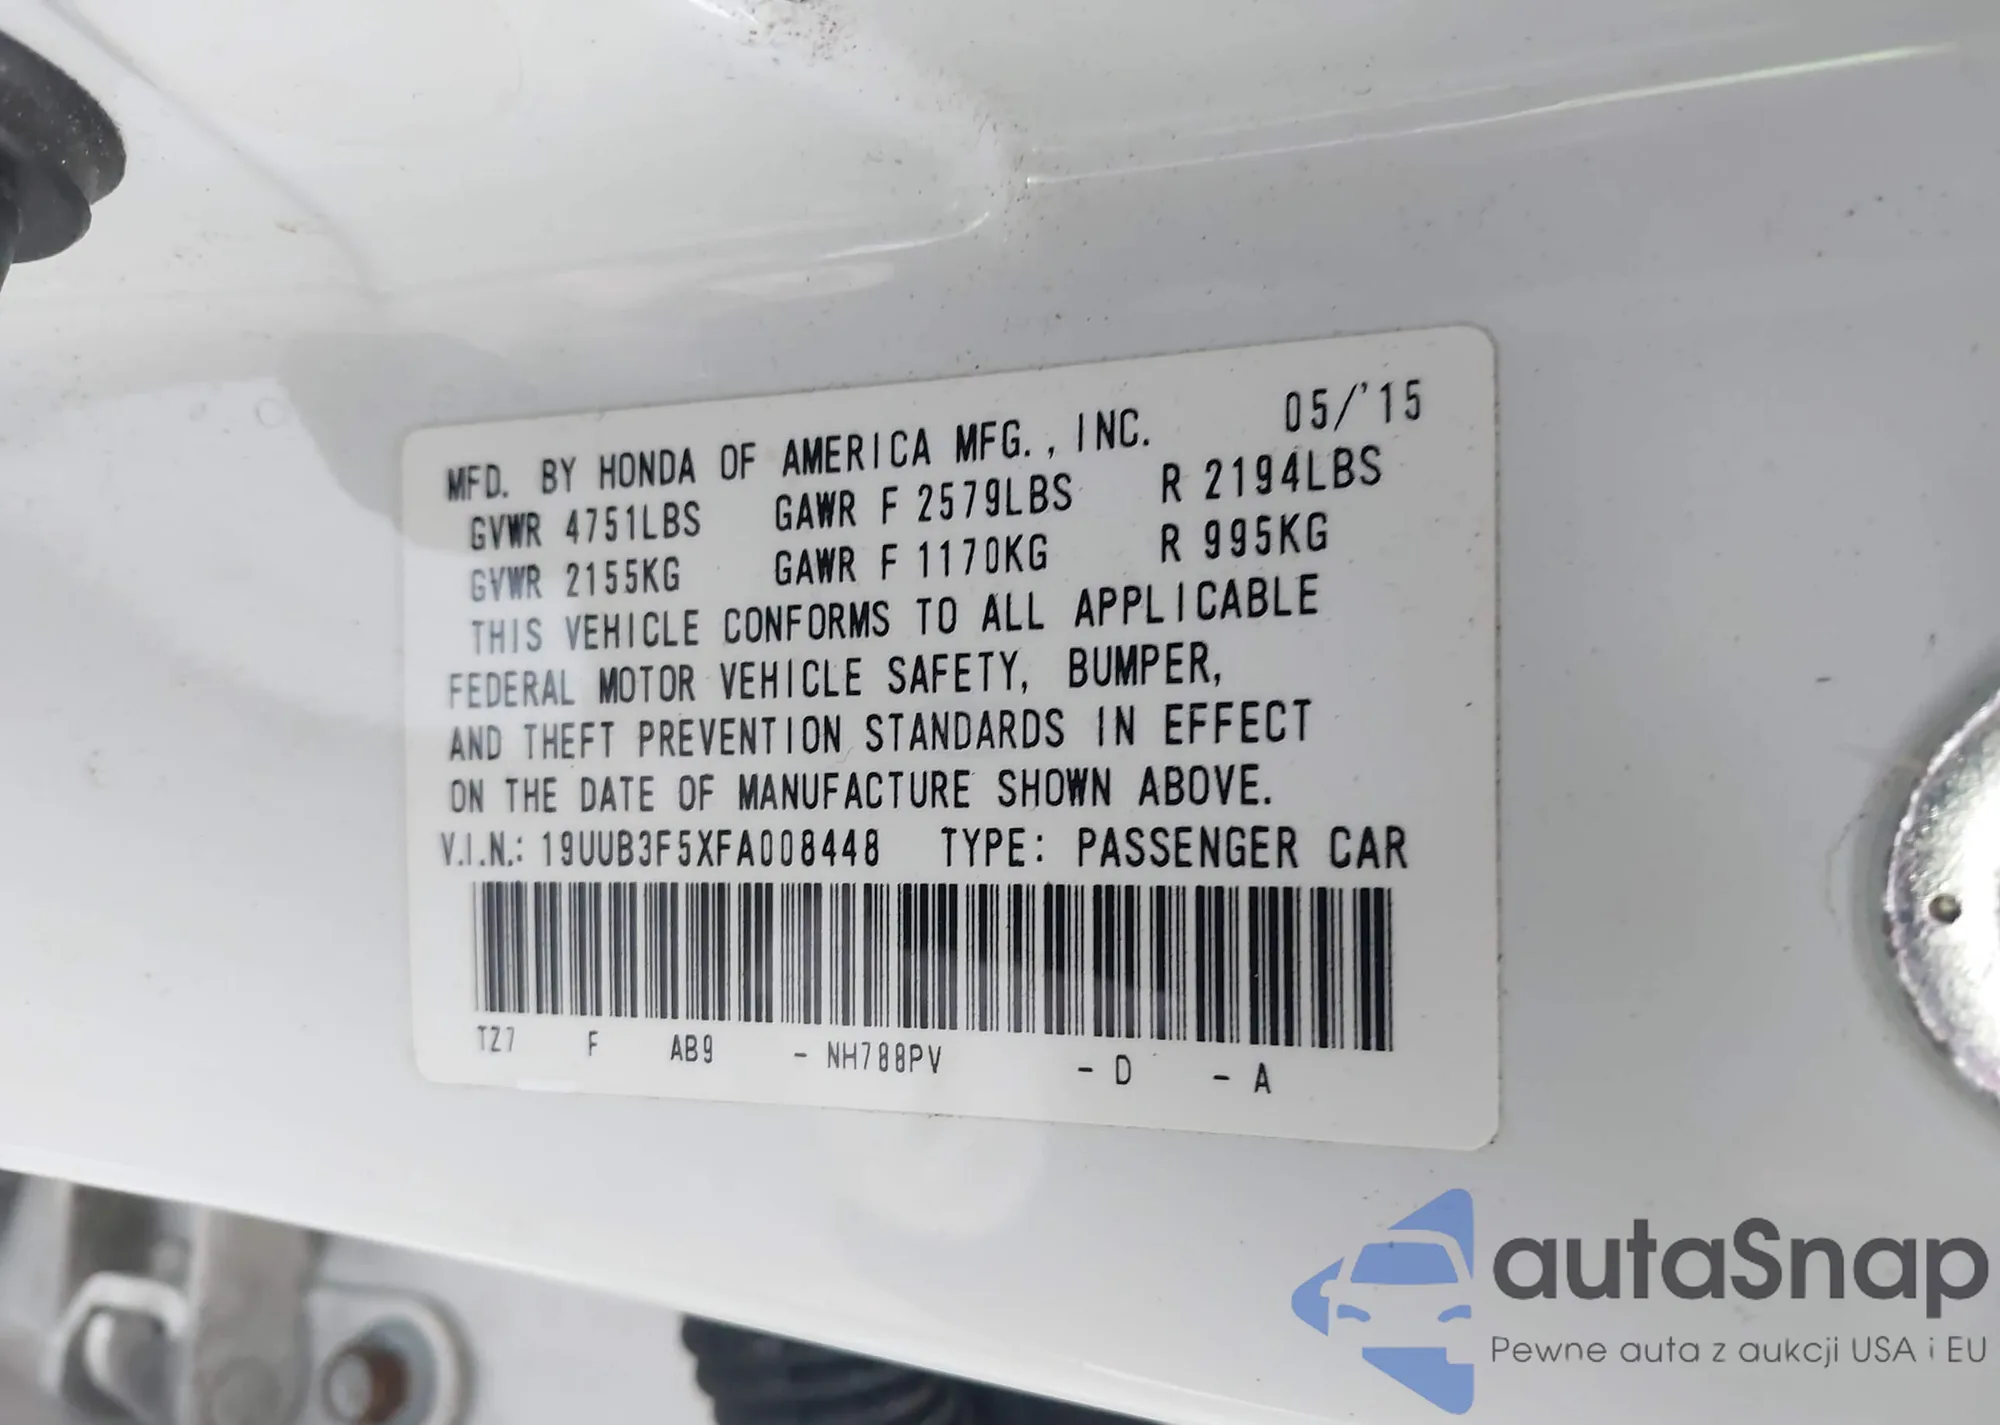 MFD. BY HONDA OF AMERICA MFG., INC. 05/'15
GVWR 4751LBS GAWR F 2579LBS R 2194LBS
GVWR 2155KG GAWR F 1170KG R 995KG
THIS VEHICLE CONFORMS TO ALL APPLICABLE
FEDERAL MOTOR VEHICLE SAFETY, BUMPER,
AND THEFT PREVENTION STANDARDS IN EFFECT
ON THE DATE OF MANUFACTURE SHOWN ABOVE.
V.I.N.: 19UUB3F5XFA008448 TYPE: PASSENGER CAR
TZ7 F AB9 - NH788PV - D - A
autaSnap
Pewne auta z aukcji USA i EU